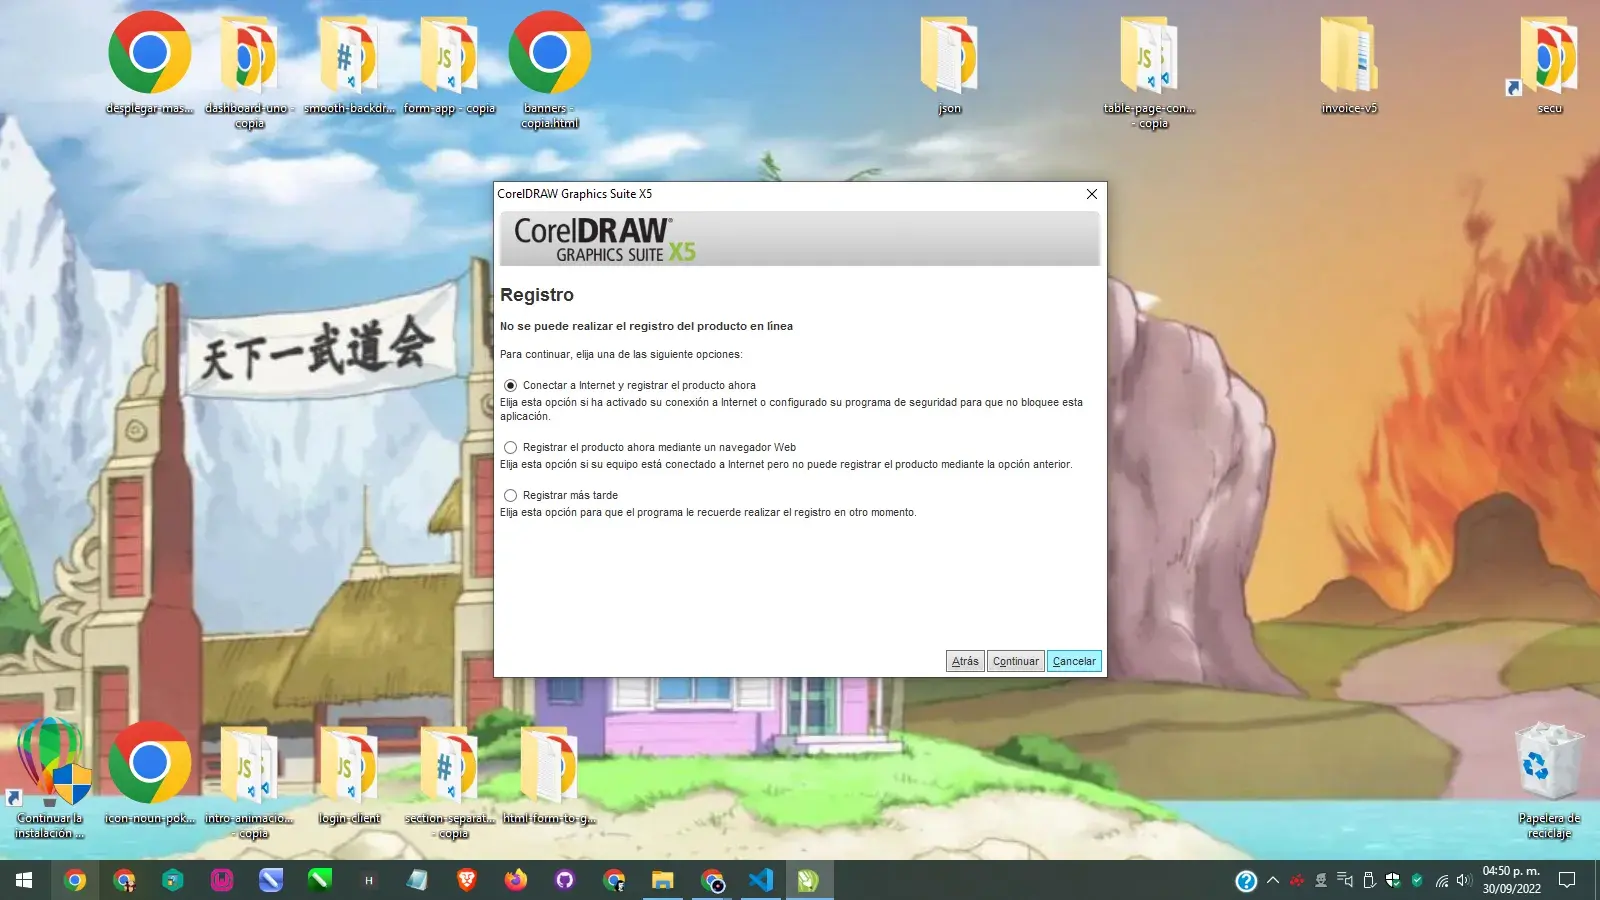 desplegar-mas...
dashboard-uno - copia
smooth-backdr...
form-app - copia
banners - copia.html
json
table-page-con... - copia
invoice-v5
secu
天下一武道会
CorelDRAW Graphics Suite X5
CorelDRAW®
GRAPHICS SUITE X5
Registro
No se puede realizar el registro del producto en línea
Para continuar, elija una de las siguiente opciones:
Conectar a Internet y registrar el producto ahora
Elija esta opción si ha activado su conexión a Internet o configurado su programa de seguridad para que no bloquee esta
aplicación.
Registrar el producto ahora mediante un navegador Web
Elija esta opción si su equipo está conectado a Internet pero no puede registrar el producto mediante la opción anterior.
Registrar más tarde
Elija esta opción para que el programa le recuerde realizar el registro en otro momento.
Atrás
Continuar
Cancelar
Continuar la instalación ...
icon-noun-pok...
intro-animacio... - copia
login-client
section-separat... - copia
html-form-to-g...
Papelera de reciclaje
H
04:50 p. m.
30/09/2022